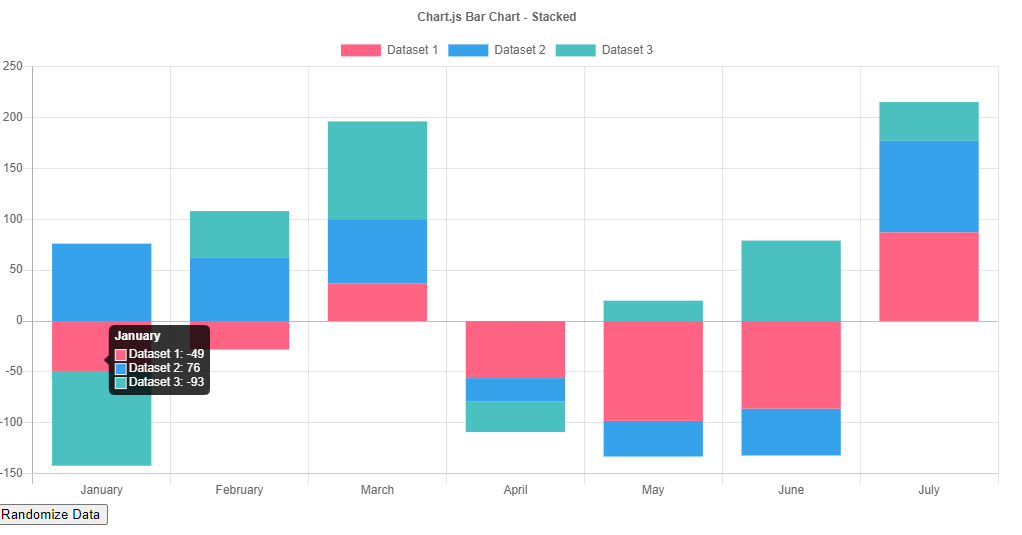 Chart.js Bar Chart - Stacked
Dataset 1 Dataset 2 Dataset 3
250
200
150
100
50
0
-50
-100
-150
January
Dataset 1: -49
Dataset 2: 76
Dataset 3: -93
January February March April May June July
Randomize Data